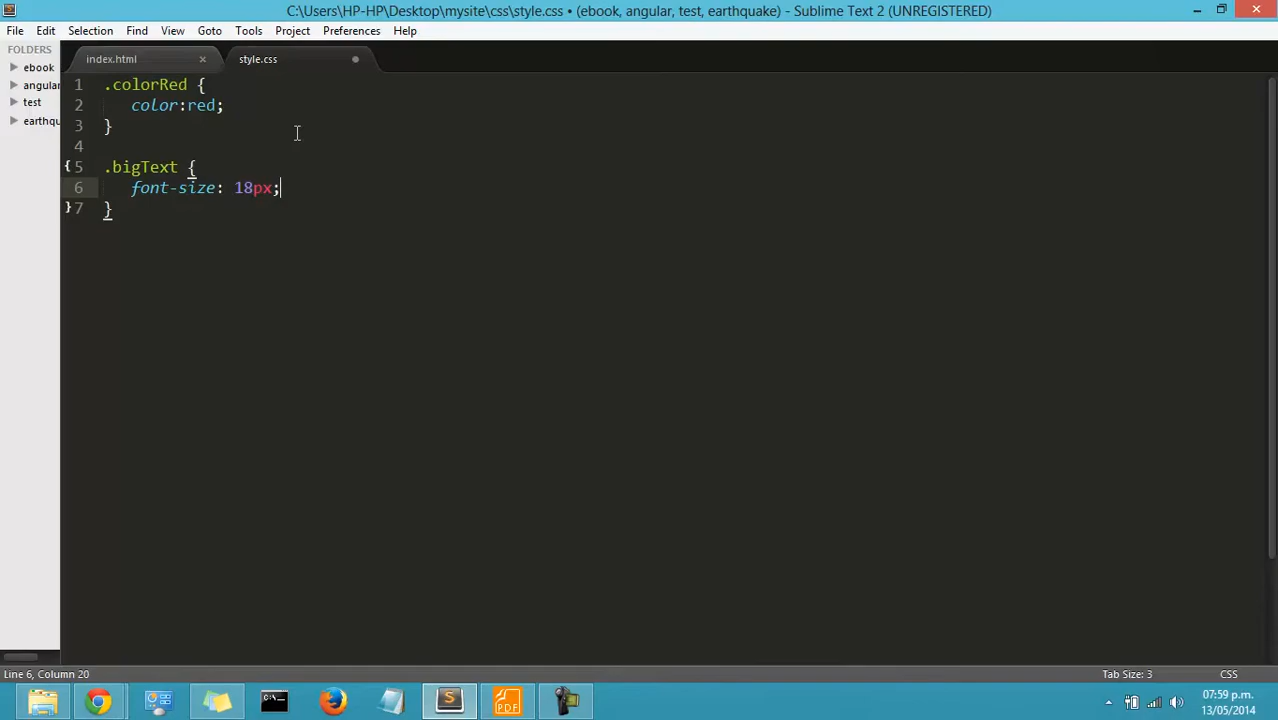 C:\Users\HP-HP\Desktop\mysite\css\style.css • (ebook, angular, test, earthquake) - Sublime Text 2 (UNREGISTERED)
File Edit Selection Find View Goto Tools Project Preferences Help
FOLDERS
ebook
angular
test
earthqu
index.html × style.css
1 .colorRed {
2 color:red;
3 }
4
5 .bigText {
6 font-size: 18px;
7 }
Line 6, Column 20 Tab Size: 3 CSS
C:\
S
PDF
07:59 p.m.
13/05/2014